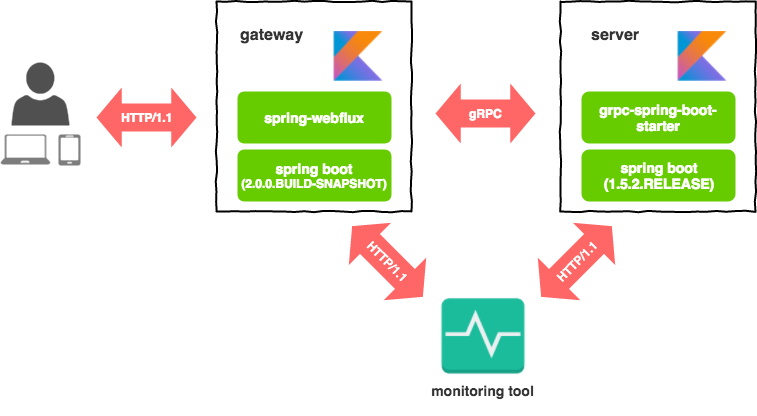 gateway
server
HTTP/1.1
spring-webflux
gRPC
grpc-spring-boot-
starter
spring boot
(2.0.0.BUILD-SNAPSHOT)
spring boot
(1.5.2.RELEASE)
HTTP/1.1
HTTP/1.1
monitoring tool